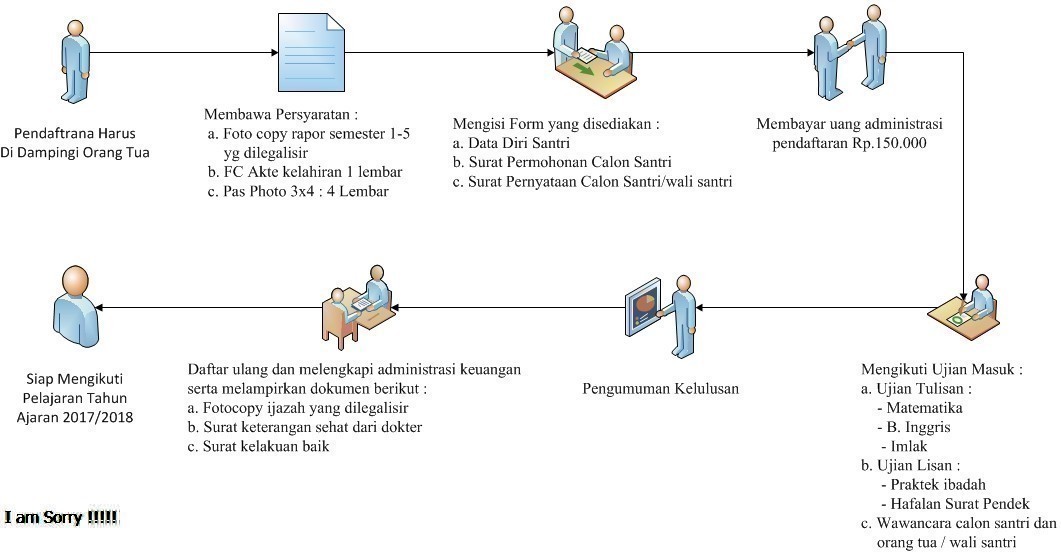 Pendaftrana Harus
Di Dampingi Orang Tua
Membawa Persyaratan :
a. Foto copy rapor semester 1-5
yg dilegalisir
b. FC Akte kelahiran 1 lembar
c. Pas Photo 3x4 : 4 Lembar
Mengisi Form yang disediakan :
a. Data Diri Santri
b. Surat Permohonan Calon Santri
c. Surat Pernyataan Calon Santri/wali santri
Membayar uang administrasi
pendaftaran Rp.150.000
Mengikuti Ujian Masuk :
a. Ujian Tulisan :
- Matematika
- B. Inggris
- Imlak
b. Ujian Lisan :
- Praktek ibadah
- Hafalan Surat Pendek
c. Wawancara calon santri dan
orang tua / wali santri
Pengumuman Kelulusan
Daftar ulang dan melengkapi administrasi keuangan
serta melampirkan dokumen berikut :
a. Fotocopy ijazah yang dilegalisir
b. Surat keterangan sehat dari dokter
c. Surat kelakuan baik
Siap Mengikuti
Pelajaran Tahun
Ajaran 2017/2018
I am Sorry !!!!!